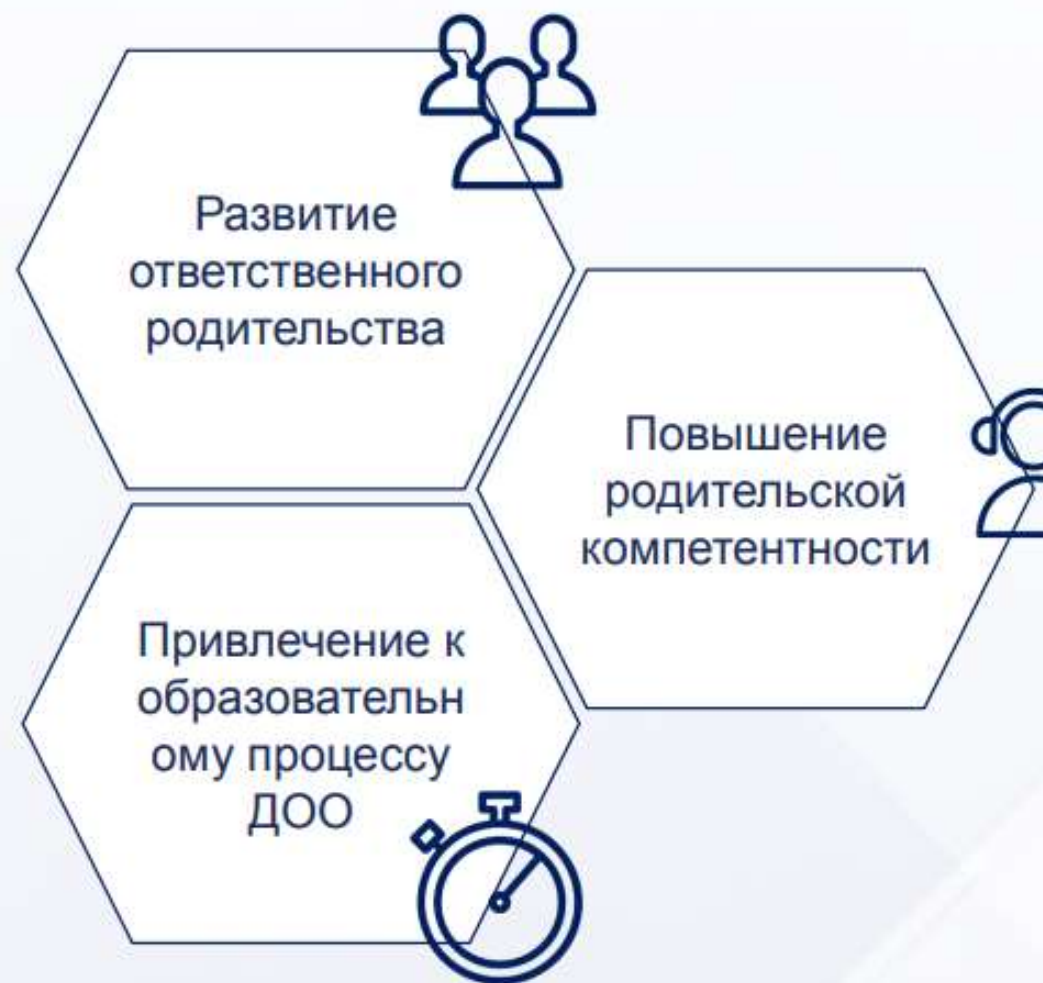 Развитие
ответственного
родительства
Повышение
родительской
компетентности
Привлечение к
образовательн
ому процессу
ДОО